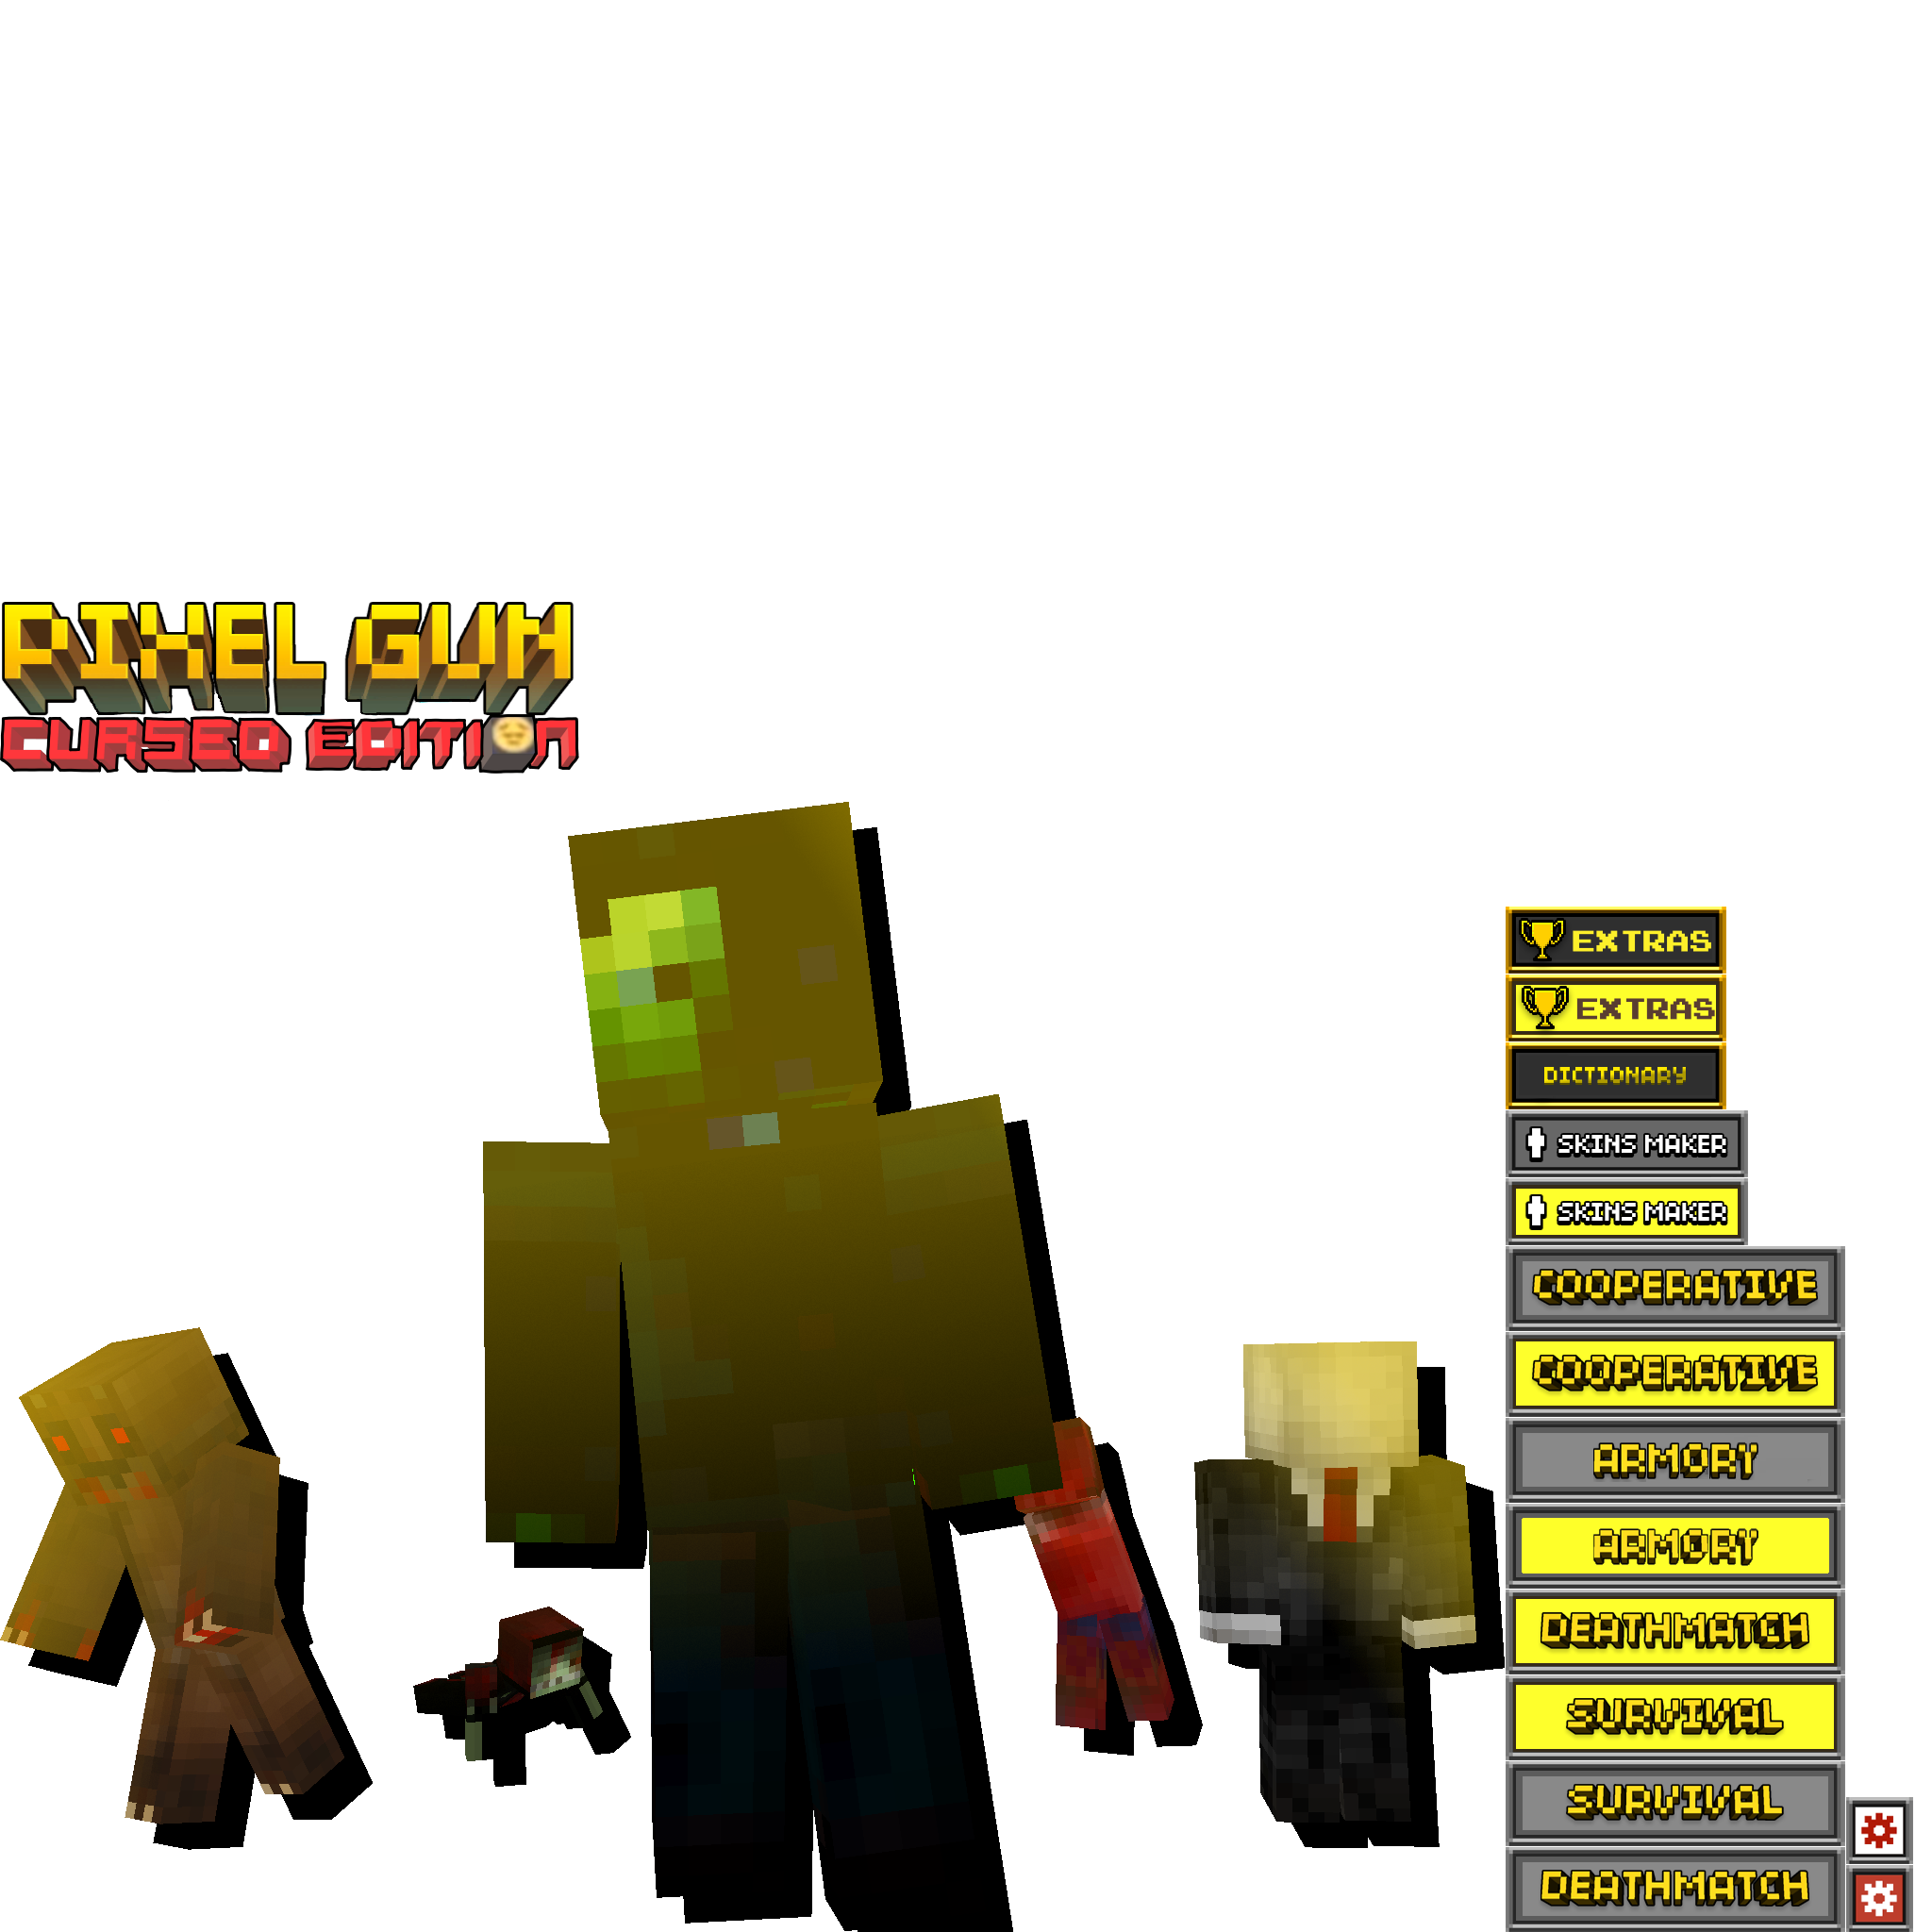 PIXEL GUN
CURSED EDITION
EXTRAS
EXTRAS
DICTIONARY
SKINS MAKER
SKINS MAKER
COOPERATIVE
COOPERATIVE
ARMORY
ARMORY
DEATHMATCH
SURVIVAL
SURVIVAL
DEATHMATCH